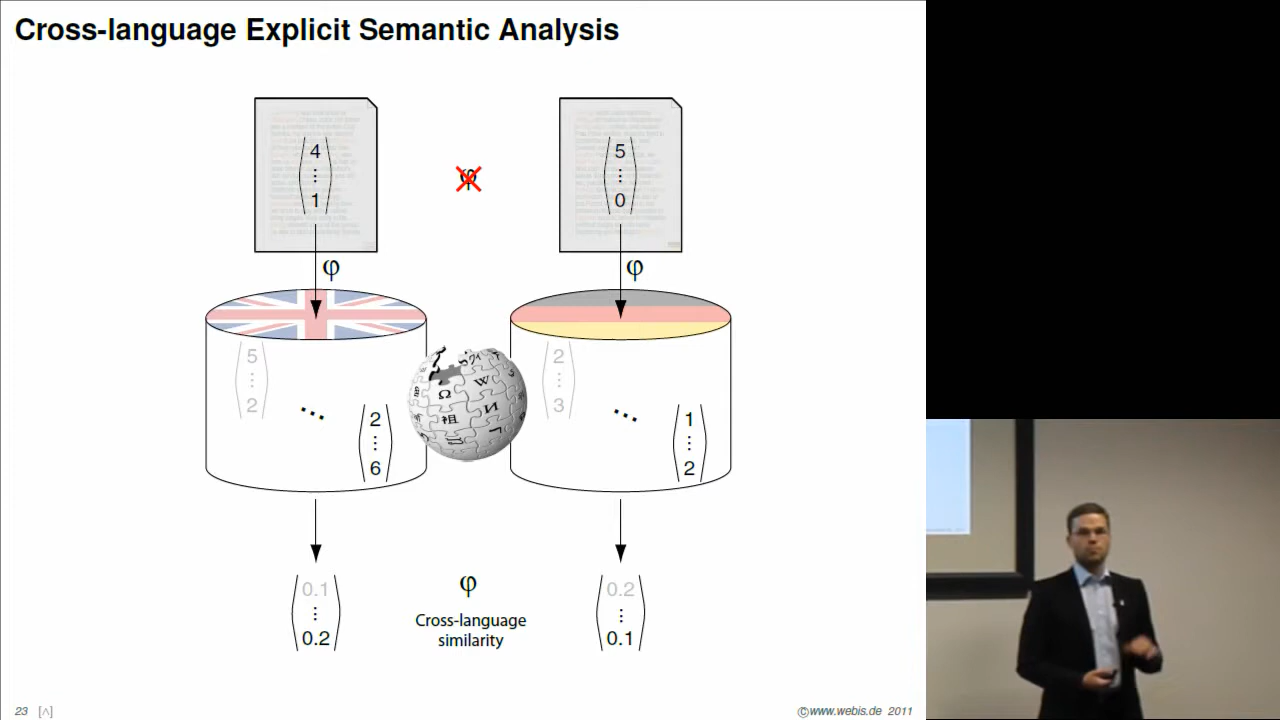 Cross-language Explicit Semantic Analysis
4
⋮
1
φ
5
⋮
0
φ
φ
5
⋮
2
⋱
2
⋮
6
Ω
W
И
祖
2
⋮
3
⋱
1
⋮
2
0.1
⋮
0.2
φ
Cross-language
similarity
0.2
⋮
0.1
23 [∧]
©www.webis.de 2011